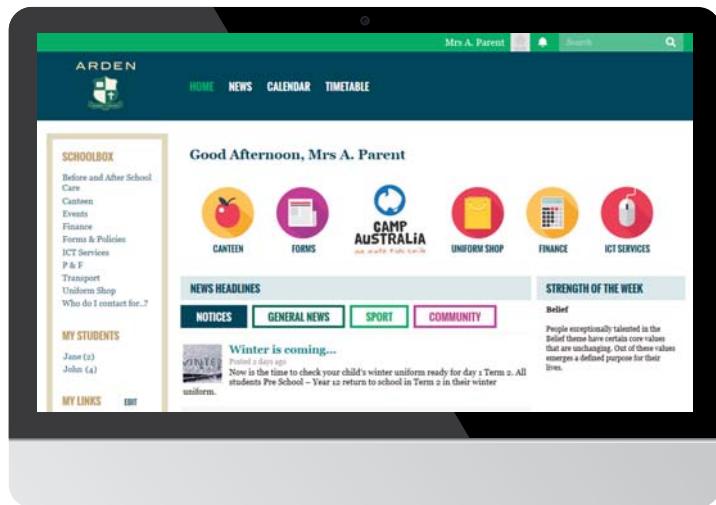 Mrs A. Parent
Search
ARDEN
HOME NEWS CALENDAR TIMETABLE
SCHOOLBOX
Before and After School
Care
Canteen
Events
Finance
Forms & Policies
ICT Services
P & F
Transport
Uniform Shop
Who do I contact for..?
MY STUDENTS
Jane (2)
John (4)
MY LINKS EDIT
Good Afternoon, Mrs A. Parent
CANTEEN
FORMS
CAMP
AUSTRALIA
UNIFORM SHOP
FINANCE
ICT SERVICES
NEWS HEADLINES
NOTICES GENERAL NEWS SPORT COMMUNITY
WINTER
Winter is coming...
Posted 2 days ago
Now is the time to check your child's winter uniform ready for day 1 Term 2. All
students Pre School – Year 12 return to school in Term 2 in their winter
uniform.
STRENGTH OF THE WEEK
Belief
People exceptionally talented in the
Belief theme have certain core values
that are unchanging. Out of these values
emerges a defined purpose for their
lives.